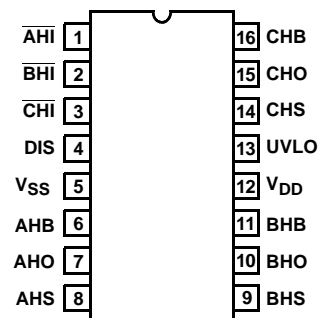 AHI 1 16 CHB
BHI 2 15 CHO
CHI 3 14 CHS
DIS 4 13 UVLO
VSS 5 12 VDD
AHB 6 11 BHB
AHO 7 10 BHO
AHS 8 9 BHS